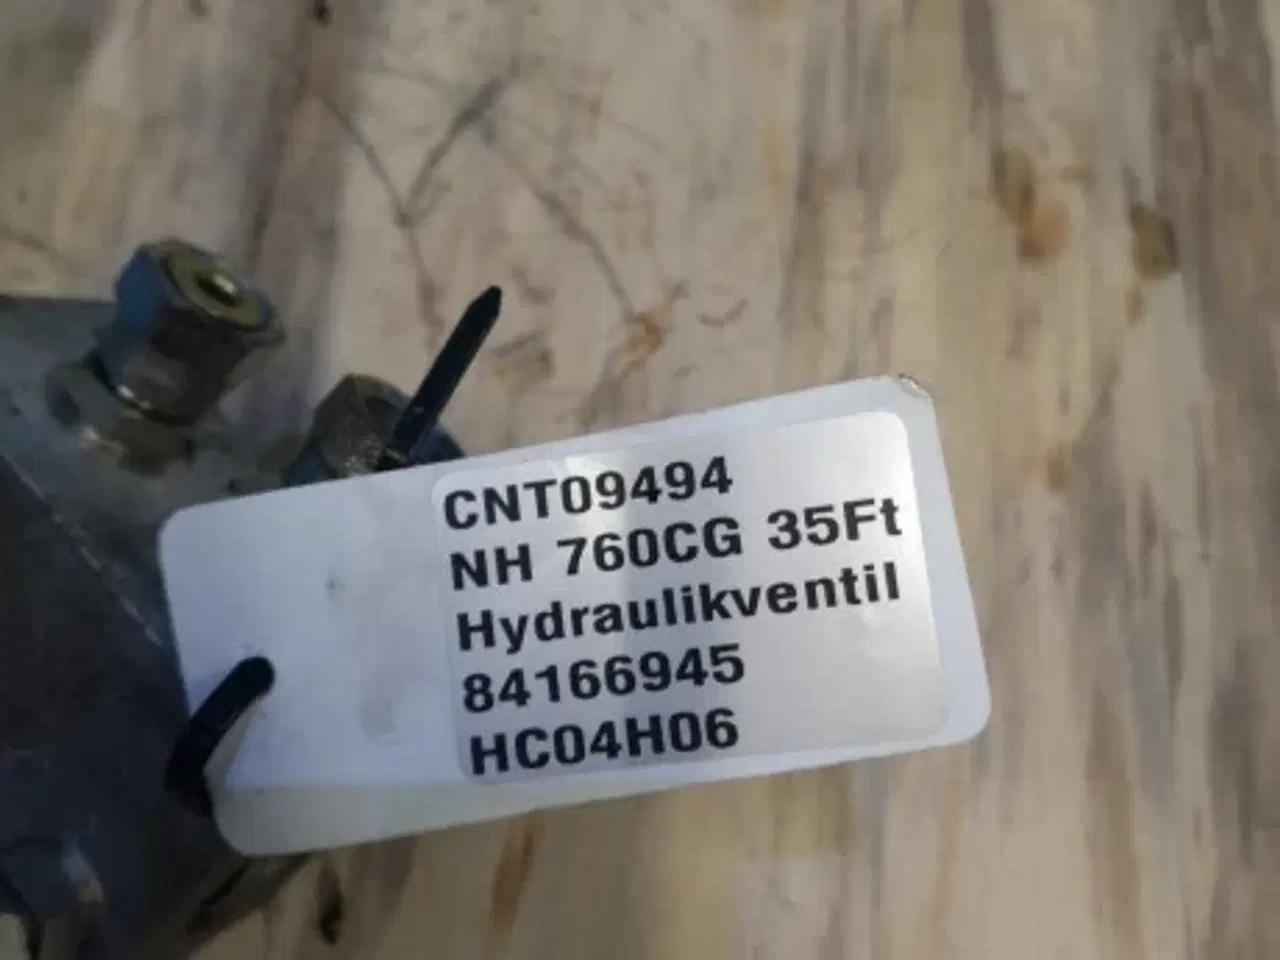 CNT09494
NH 760CG 35Ft
Hydraulikventil
84166945
HC04H06